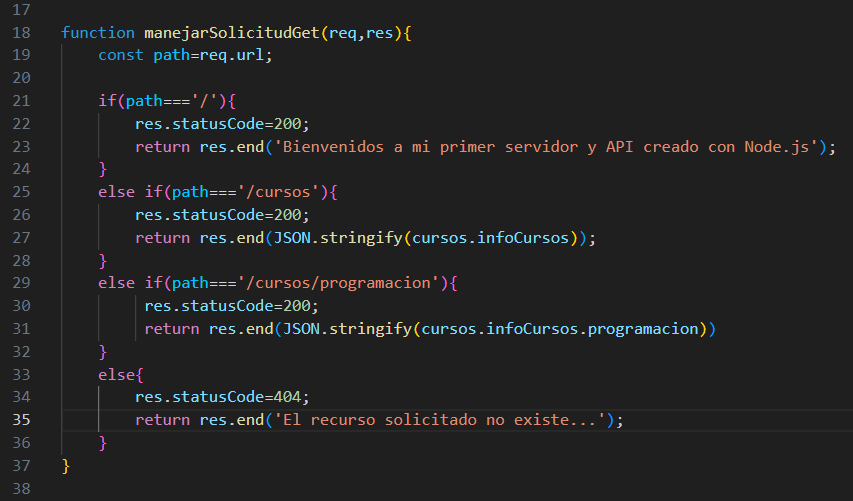 17
18 function manejarSolicitudGet(req,res){
19     const path=req.url;
20
21     if(path==='/'){
22         res.statusCode=200;
23         return res.end('Bienvenidos a mi primer servidor y API creado con Node.js');
24     }
25     else if(path==='/cursos'){
26         res.statusCode=200;
27         return res.end(JSON.stringify(cursos.infoCursos));
28     }
29     else if(path==='/cursos/programacion'){
30          res.statusCode=200;
31          return res.end(JSON.stringify(cursos.infoCursos.programacion))
32     }
33     else{
34         res.statusCode=404;
35         return res.end('El recurso solicitado no existe...');
36     }
37 }
38